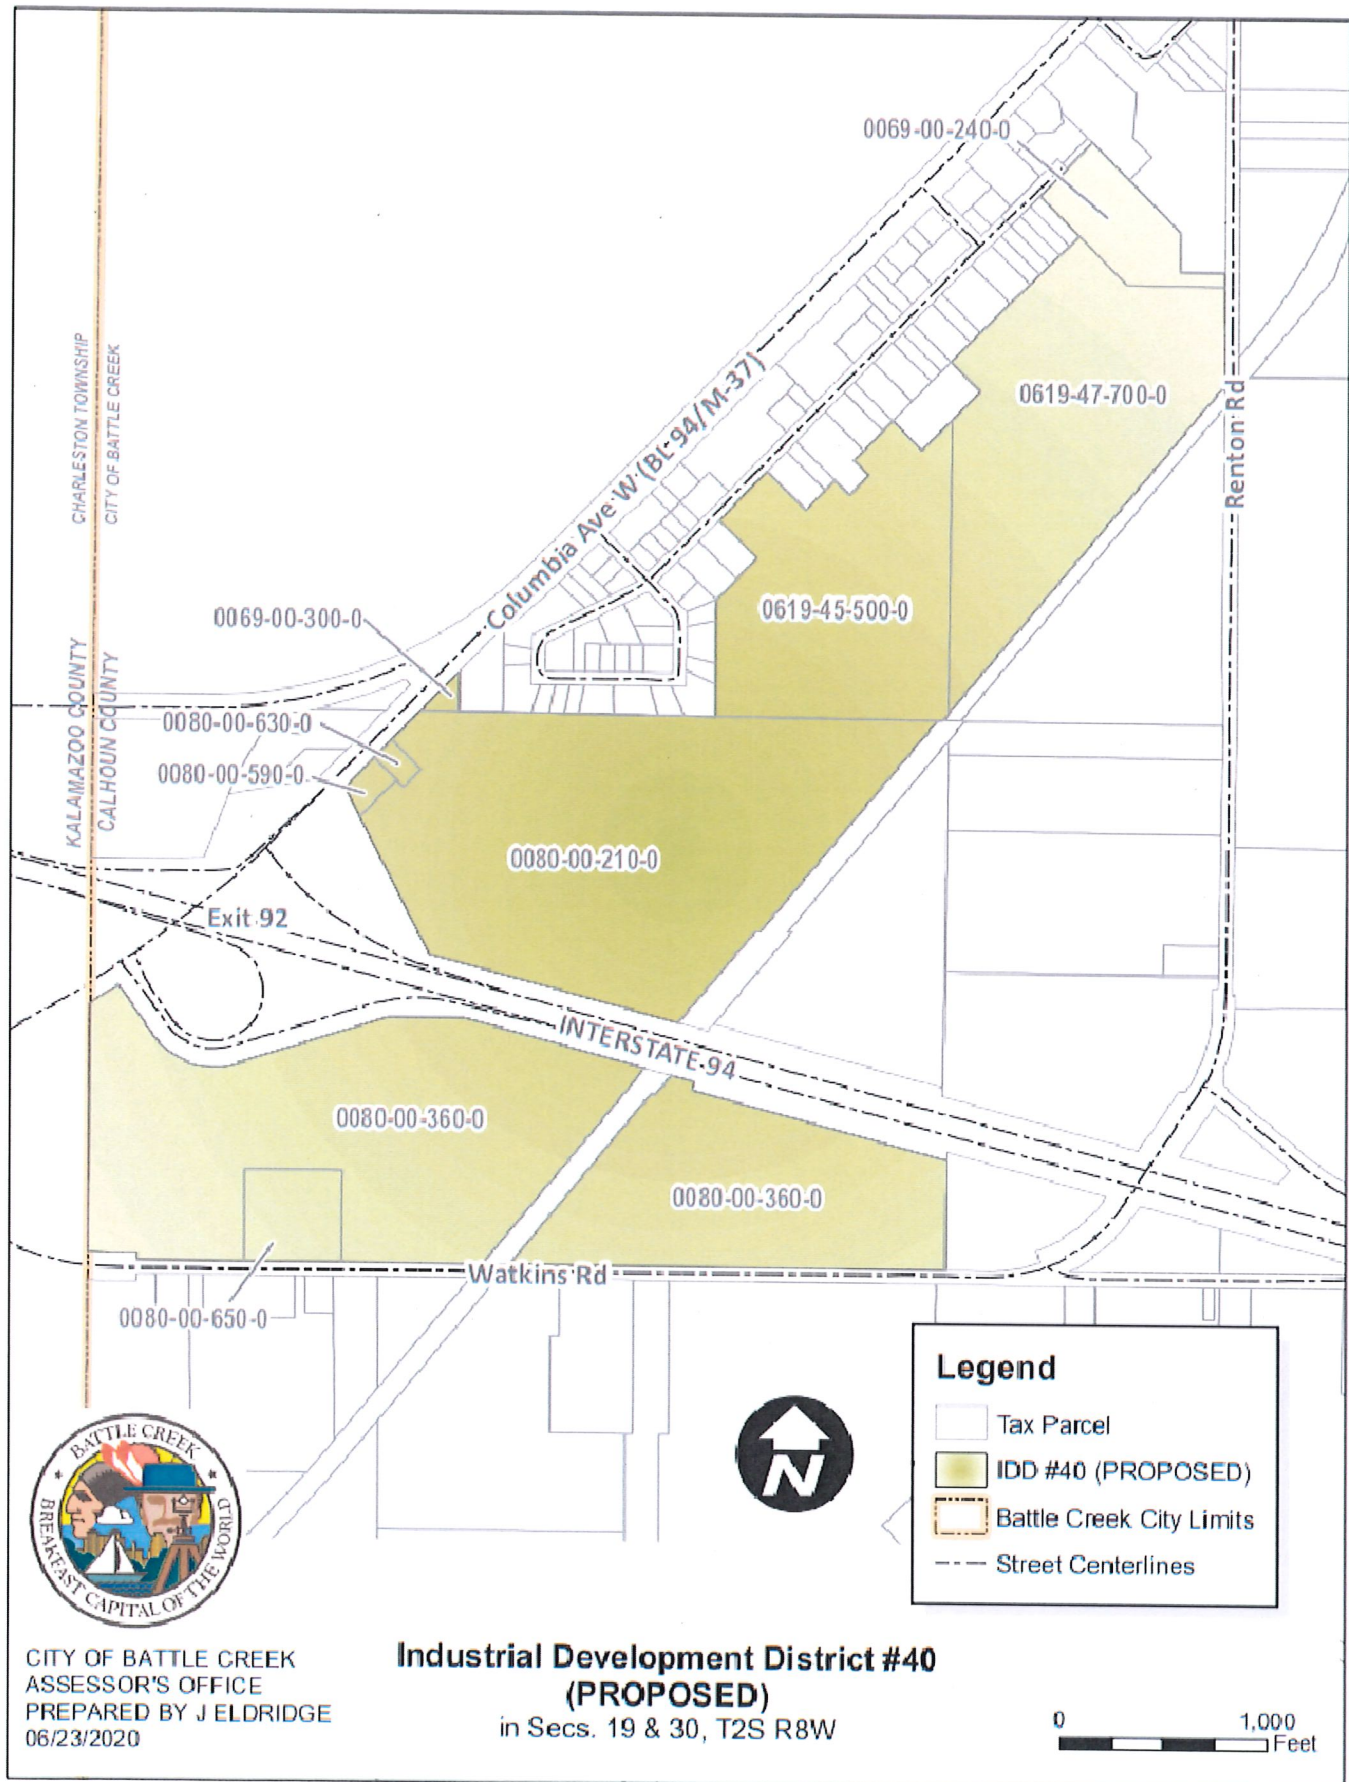 0069-00-240-0
CHARLESTON TOWNSHIP
CITY OF BATTLE CREEK
Columbia Ave W (BL 94/M-37)
0619-47-700-0
Renton Rd
0069-00-300-0
0619-45-500-0
KALAMAZOO COUNTY
CALHOUN COUNTY
0080-00-630-0
0080-00-590-0
0080-00-210-0
Exit 92
INTERSTATE 94
0080-00-360-0
0080-00-360-0
Watkins Rd
0080-00-650-0
Legend
Tax Parcel
IDD #40 (PROPOSED)
Battle Creek City Limits
Street Centerlines
N
BATTLE CREEK
BREAKFAST CAPITAL OF THE WORLD
CITY OF BATTLE CREEK
ASSESSOR'S OFFICE
PREPARED BY J ELDRIDGE
06/23/2020
Industrial Development District #40
(PROPOSED)
in Secs. 19 & 30, T2S R8W
0 1,000
Feet